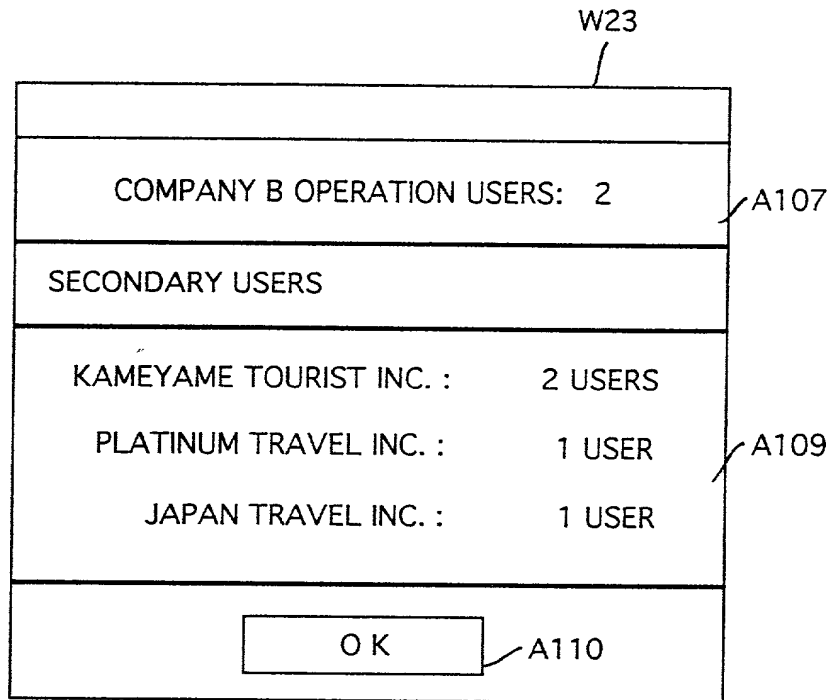 W23
COMPANY B OPERATION USERS: 2
A107
SECONDARY USERS
KAMEYAME TOURIST INC. : 2 USERS
PLATINUM TRAVEL INC. : 1 USER
A109
JAPAN TRAVEL INC. : 1 USER
O K
A110